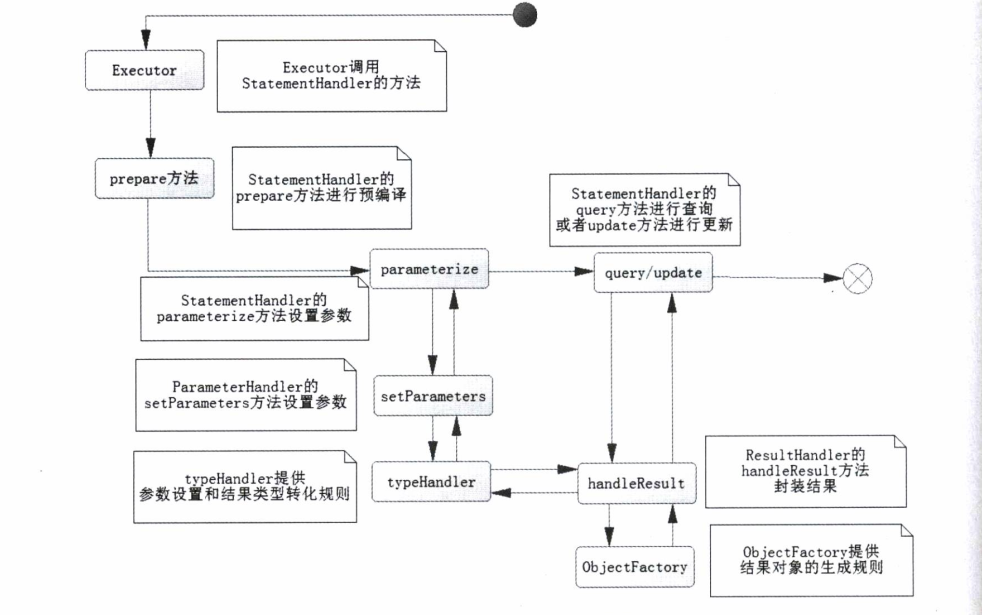 Executor
Executor调用
StatementHandler的方法
prepare方法
StatementHandler的
prepare方法进行预编译
StatementHandler的
query方法进行查询
或者update方法进行更新
parameterize
query/update
StatementHandler的
parameterize方法设置参数
ParameterHandler的
setParameters方法设置参数
setParameters
typeHandler提供
参数设置和结果类型转化规则
typeHandler
handleResult
ResultHandler的
handleResult方法
封装结果
ObjectFactory
ObjectFactory提供
结果对象的生成规则